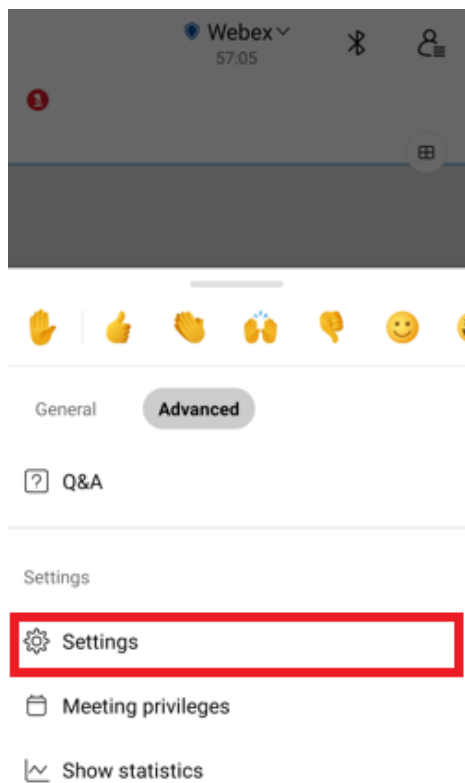 Webex
57:05
General Advanced
Q&A
Settings
Settings
Meeting privileges
Show statistics